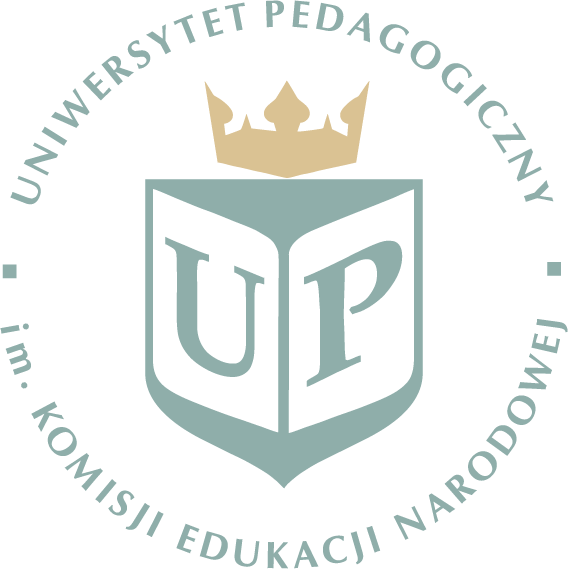 UNIWERSYTET PEDAGOGICZNY
UP
im. KOMISJI EDUKACJI NARODOWEJ